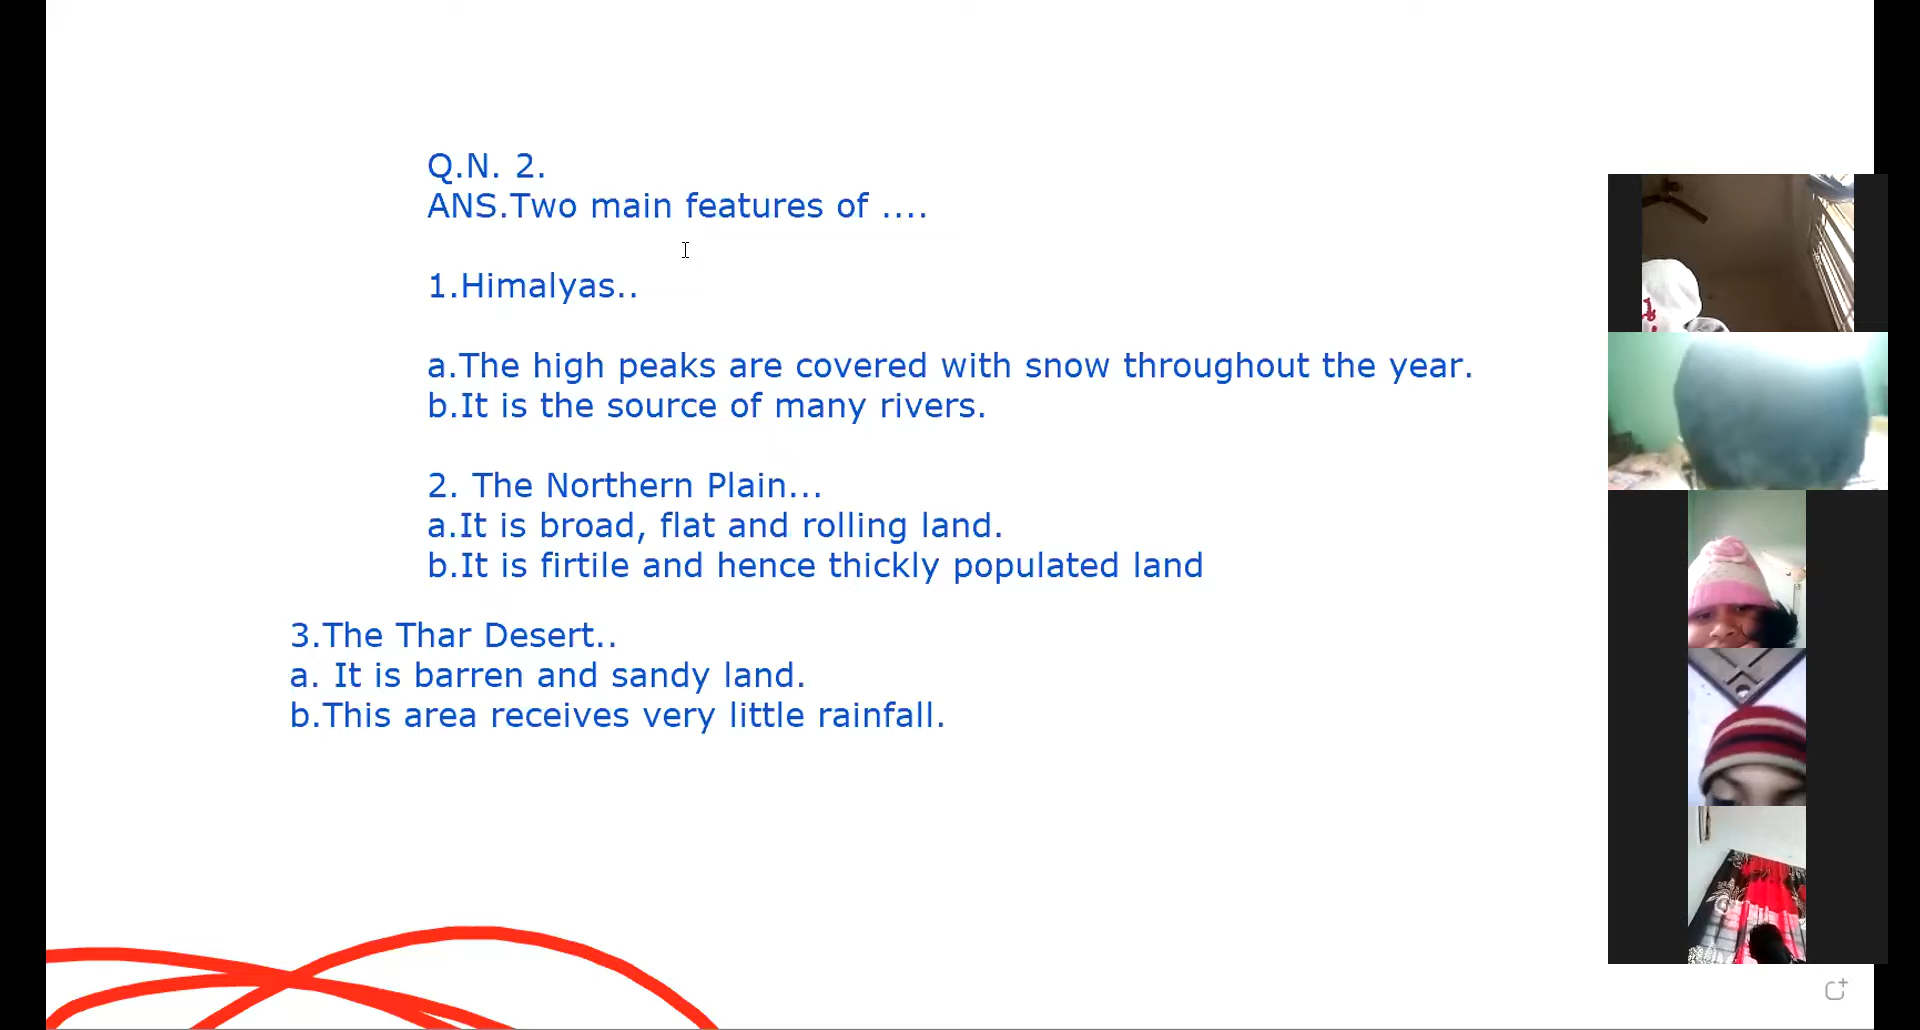 Q.N. 2.
ANS.Two main features of ....
1.Himalyas..
a.The high peaks are covered with snow throughout the year.
b.It is the source of many rivers.
2. The Northern Plain...
a.It is broad, flat and rolling land.
b.It is firtile and hence thickly populated land
3.The Thar Desert..
a. It is barren and sandy land.
b.This area receives very little rainfall.